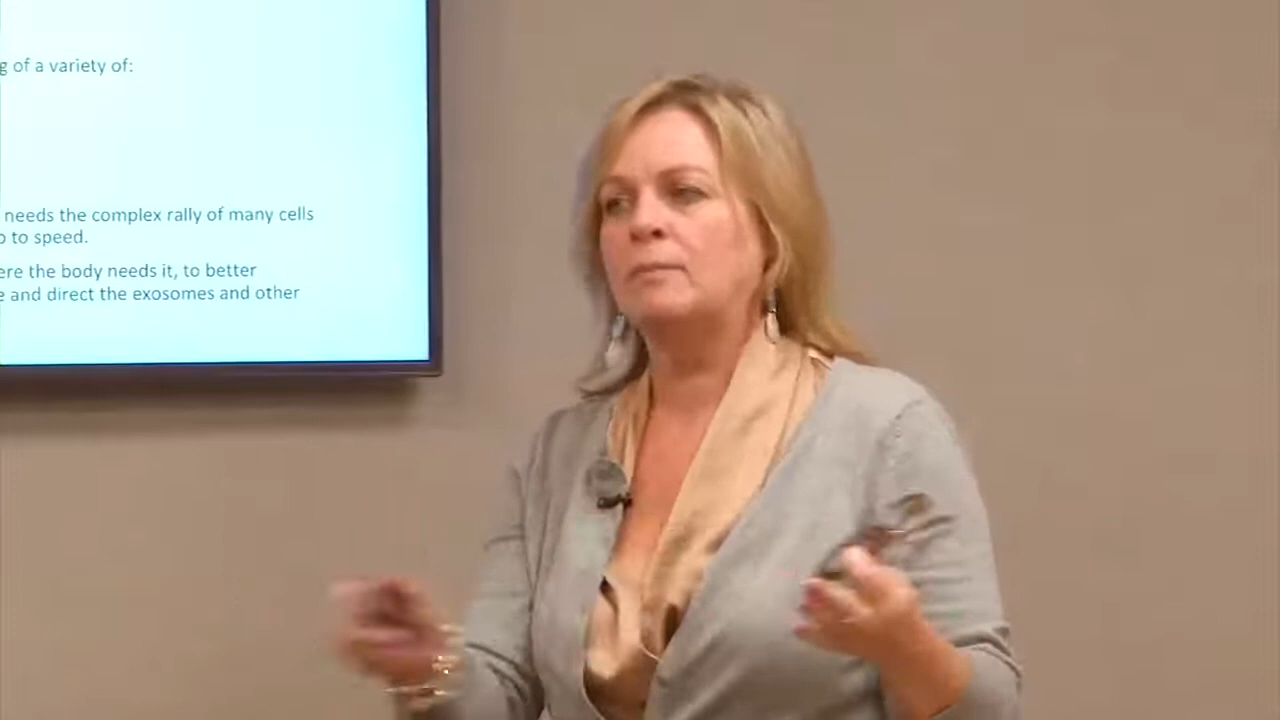 g of a variety of:
needs the complex rally of many cells
to speed.
ere the body needs it, to better
e and direct the exosomes and other